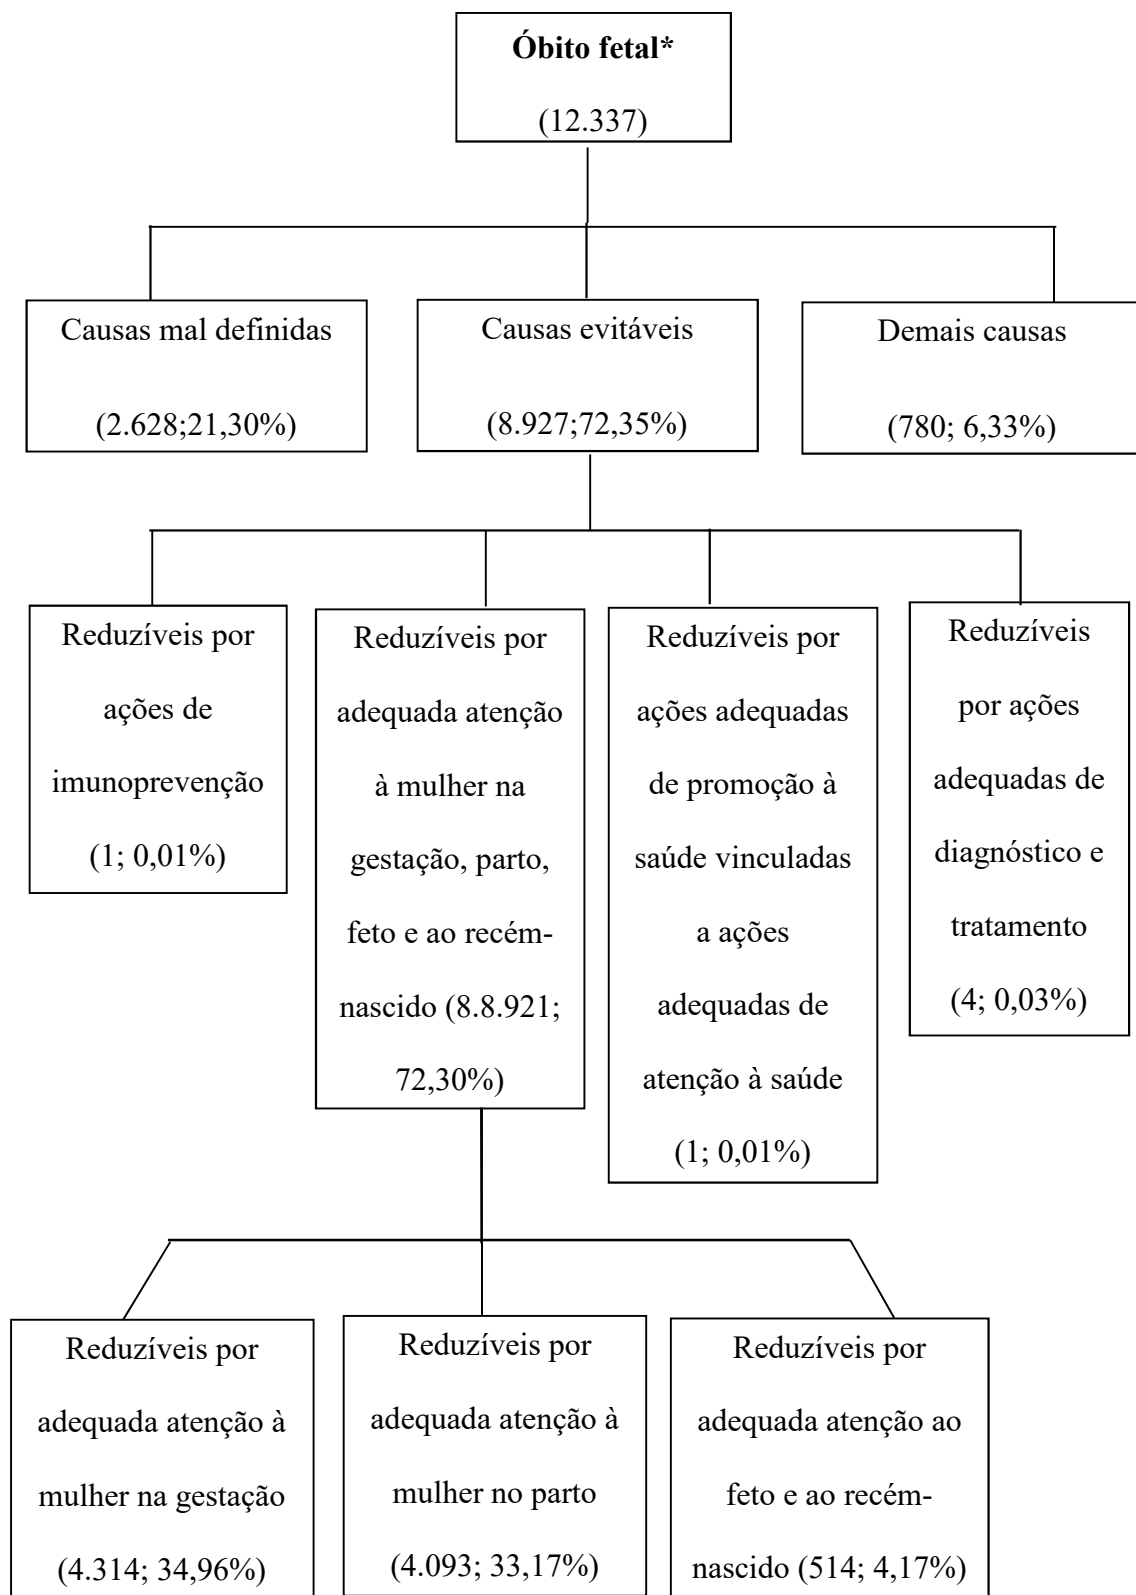 Óbito fetal*
(12.337)
Causas mal definidas
(2.628;21,30%)
Causas evitáveis
(8.927;72,35%)
Demais causas
(780; 6,33%)
Reduzíveis por
ações de
imunoprevenção
(1; 0,01%)
Reduzíveis por
adequada atenção
à mulher na
gestação, parto,
feto e ao recém-
nascido (8.8.921;
72,30%)
Reduzíveis por
ações adequadas
de promoção à
saúde vinculadas
a ações
adequadas de
atenção à saúde
(1; 0,01%)
Reduzíveis
por ações
adequadas de
diagnóstico e
tratamento
(4; 0,03%)
Reduzíveis por
adequada atenção à
mulher na gestação
(4.314; 34,96%)
Reduzíveis por
adequada atenção à
mulher no parto
(4.093; 33,17%)
Reduzíveis por
adequada atenção ao
feto e ao recém-
nascido (514; 4,17%)